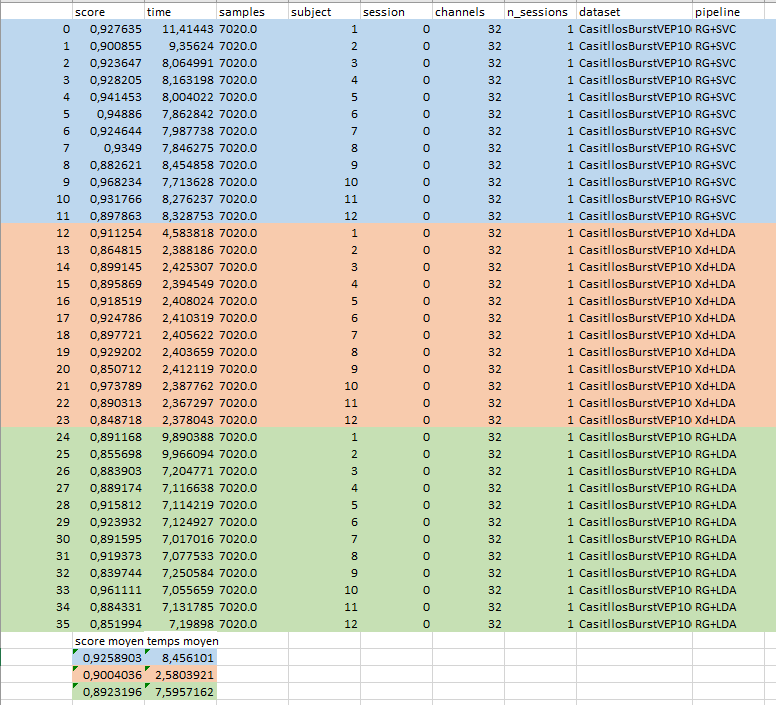 score time samples subject session channels n_sessions dataset pipeline
0 0,927635 11,41443 7020.0 1 0 32 1 CasitllosBurstVEP10 RG+SVC
1 0,900855 9,35624 7020.0 2 0 32 1 CasitllosBurstVEP10 RG+SVC
2 0,923647 8,064991 7020.0 3 0 32 1 CasitllosBurstVEP10 RG+SVC
3 0,928205 8,163198 7020.0 4 0 32 1 CasitllosBurstVEP10 RG+SVC
4 0,941453 8,004022 7020.0 5 0 32 1 CasitllosBurstVEP10 RG+SVC
5 0,94886 7,862842 7020.0 6 0 32 1 CasitllosBurstVEP10 RG+SVC
6 0,924644 7,987738 7020.0 7 0 32 1 CasitllosBurstVEP10 RG+SVC
7 0,9349 7,846275 7020.0 8 0 32 1 CasitllosBurstVEP10 RG+SVC
8 0,882621 8,454858 7020.0 9 0 32 1 CasitllosBurstVEP10 RG+SVC
9 0,968234 7,713628 7020.0 10 0 32 1 CasitllosBurstVEP10 RG+SVC
10 0,931766 8,276237 7020.0 11 0 32 1 CasitllosBurstVEP10 RG+SVC
11 0,897863 8,328753 7020.0 12 0 32 1 CasitllosBurstVEP10 RG+SVC
12 0,911254 4,583818 7020.0 1 0 32 1 CasitllosBurstVEP10 Xd+LDA
13 0,864815 2,388186 7020.0 2 0 32 1 CasitllosBurstVEP10 Xd+LDA
14 0,899145 2,425307 7020.0 3 0 32 1 CasitllosBurstVEP10 Xd+LDA
15 0,895869 2,394549 7020.0 4 0 32 1 CasitllosBurstVEP10 Xd+LDA
16 0,918519 2,408024 7020.0 5 0 32 1 CasitllosBurstVEP10 Xd+LDA
17 0,924786 2,410319 7020.0 6 0 32 1 CasitllosBurstVEP10 Xd+LDA
18 0,897721 2,405622 7020.0 7 0 32 1 CasitllosBurstVEP10 Xd+LDA
19 0,929202 2,403659 7020.0 8 0 32 1 CasitllosBurstVEP10 Xd+LDA
20 0,850712 2,412119 7020.0 9 0 32 1 CasitllosBurstVEP10 Xd+LDA
21 0,973789 2,387762 7020.0 10 0 32 1 CasitllosBurstVEP10 Xd+LDA
22 0,890313 2,367297 7020.0 11 0 32 1 CasitllosBurstVEP10 Xd+LDA
23 0,848718 2,378043 7020.0 12 0 32 1 CasitllosBurstVEP10 Xd+LDA
24 0,891168 9,890388 7020.0 1 0 32 1 CasitllosBurstVEP10 RG+LDA
25 0,855698 9,966094 7020.0 2 0 32 1 CasitllosBurstVEP10 RG+LDA
26 0,883903 7,204771 7020.0 3 0 32 1 CasitllosBurstVEP10 RG+LDA
27 0,889174 7,116638 7020.0 4 0 32 1 CasitllosBurstVEP10 RG+LDA
28 0,915812 7,114219 7020.0 5 0 32 1 CasitllosBurstVEP10 RG+LDA
29 0,923932 7,124927 7020.0 6 0 32 1 CasitllosBurstVEP10 RG+LDA
30 0,891595 7,017016 7020.0 7 0 32 1 CasitllosBurstVEP10 RG+LDA
31 0,919373 7,077533 7020.0 8 0 32 1 CasitllosBurstVEP10 RG+LDA
32 0,839744 7,250584 7020.0 9 0 32 1 CasitllosBurstVEP10 RG+LDA
33 0,961111 7,055659 7020.0 10 0 32 1 CasitllosBurstVEP10 RG+LDA
34 0,884331 7,131785 7020.0 11 0 32 1 CasitllosBurstVEP10 RG+LDA
35 0,851994 7,19898 7020.0 12 0 32 1 CasitllosBurstVEP10 RG+LDA
score moyen temps moyen
0,9258903 8,456101
0,9004036 2,5803921
0,8923196 7,5957162